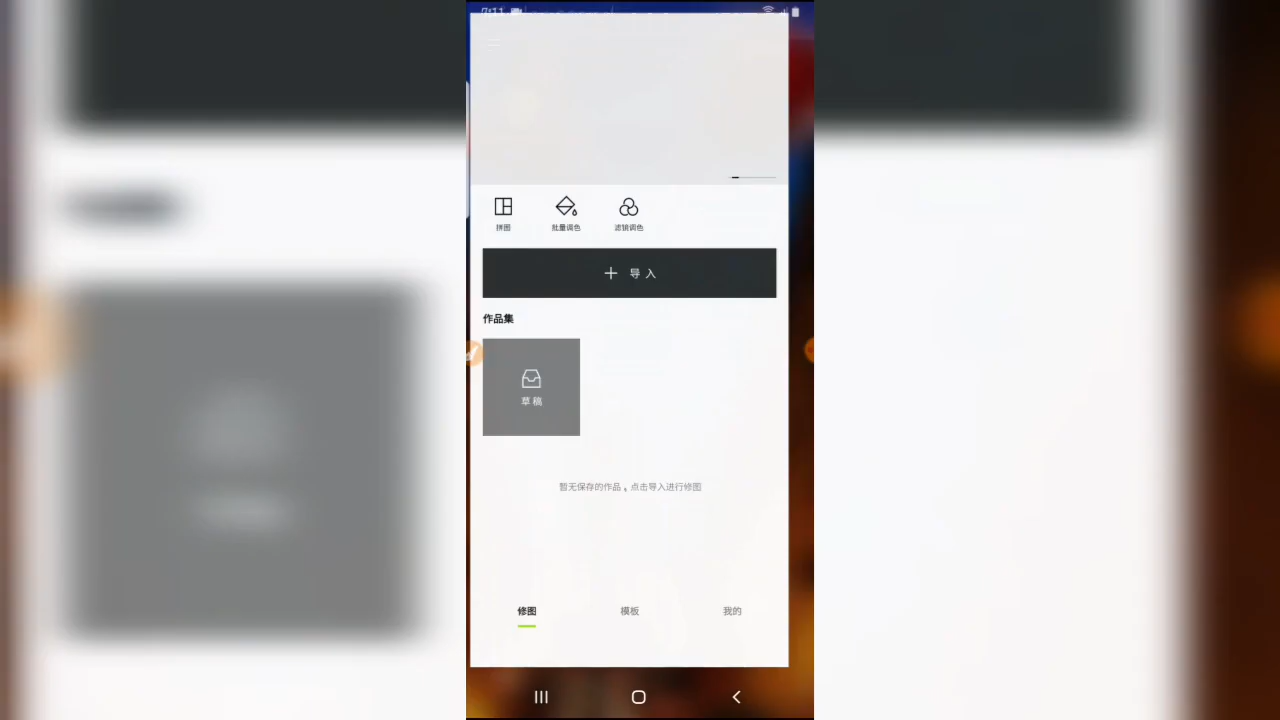 7:11
拼图
批量调色
滤镜调色
导入
作品集
草稿
暂无保存的作品，点击导入进行修图
修图
模板
我的